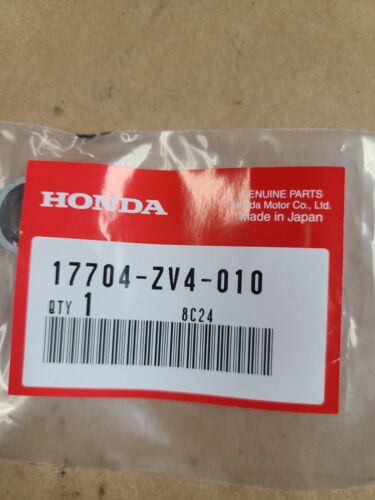 HONDA
GENUINE PARTS
Honda Motor Co., Ltd.
Made in Japan
17704-ZV4-010
QTY 1
8C24